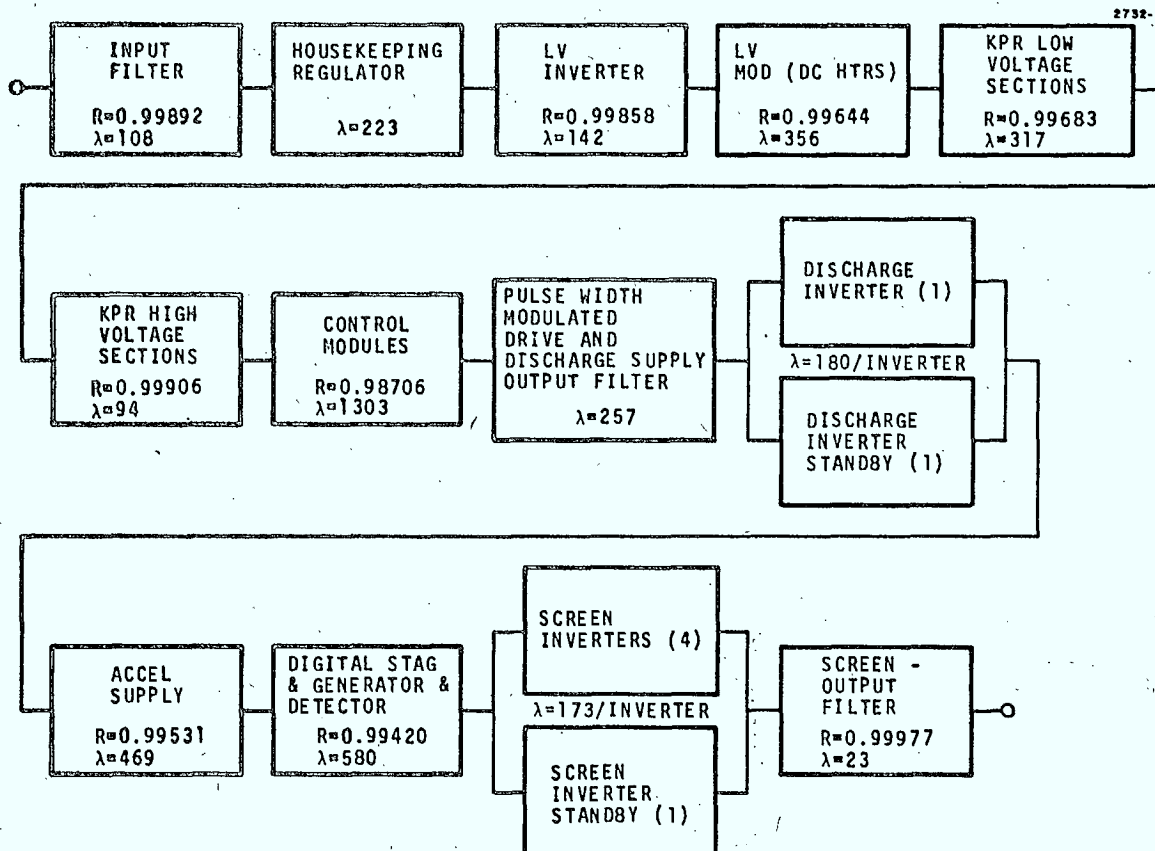 2732-
INPUT
FILTER
R=0.99892
λ=108
HOUSEKEEPING
REGULATOR
λ=223
LV
INVERTER
R=0.99858
λ=142
LV
MOD (DC HTRS)
R=0.99644
λ=356
KPR LOW
VOLTAGE
SECTIONS
R=0.99683
λ=317
KPR HIGH
VOLTAGE
SECTIONS
R=0.99906
λ=94
CONTROL
MODULES
R=0.98706
λ=1303
PULSE WIDTH
MODULATED
DRIVE AND
DISCHARGE SUPPLY
OUTPUT FILTER
λ=257
DISCHARGE
INVERTER (1)
λ=180/INVERTER
DISCHARGE
INVERTER
STANDBY (1)
ACCEL
SUPPLY
R=0.99531
λ=469
DIGITAL STAG
& GENERATOR &
DETECTOR
R=0.99420
λ=580
SCREEN
INVERTERS (4)
λ=173/INVERTER
SCREEN
INVERTER
STANDBY (1)
SCREEN -
OUTPUT
FILTER
R=0.99977
λ=23